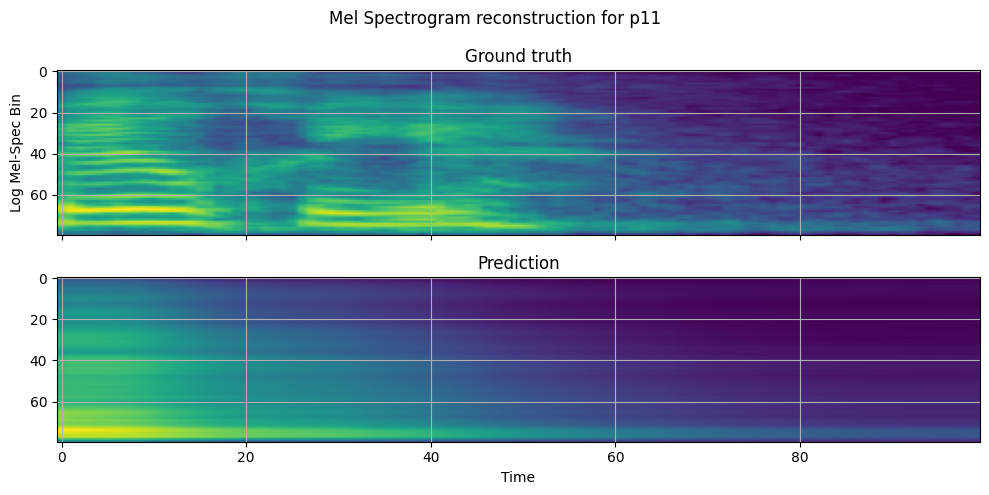 Mel Spectrogram reconstruction for p11
Ground truth
0
20
40
60
Log Mel-Spec Bin
Prediction
0
20
40
60
0 20 40 60 80
Time